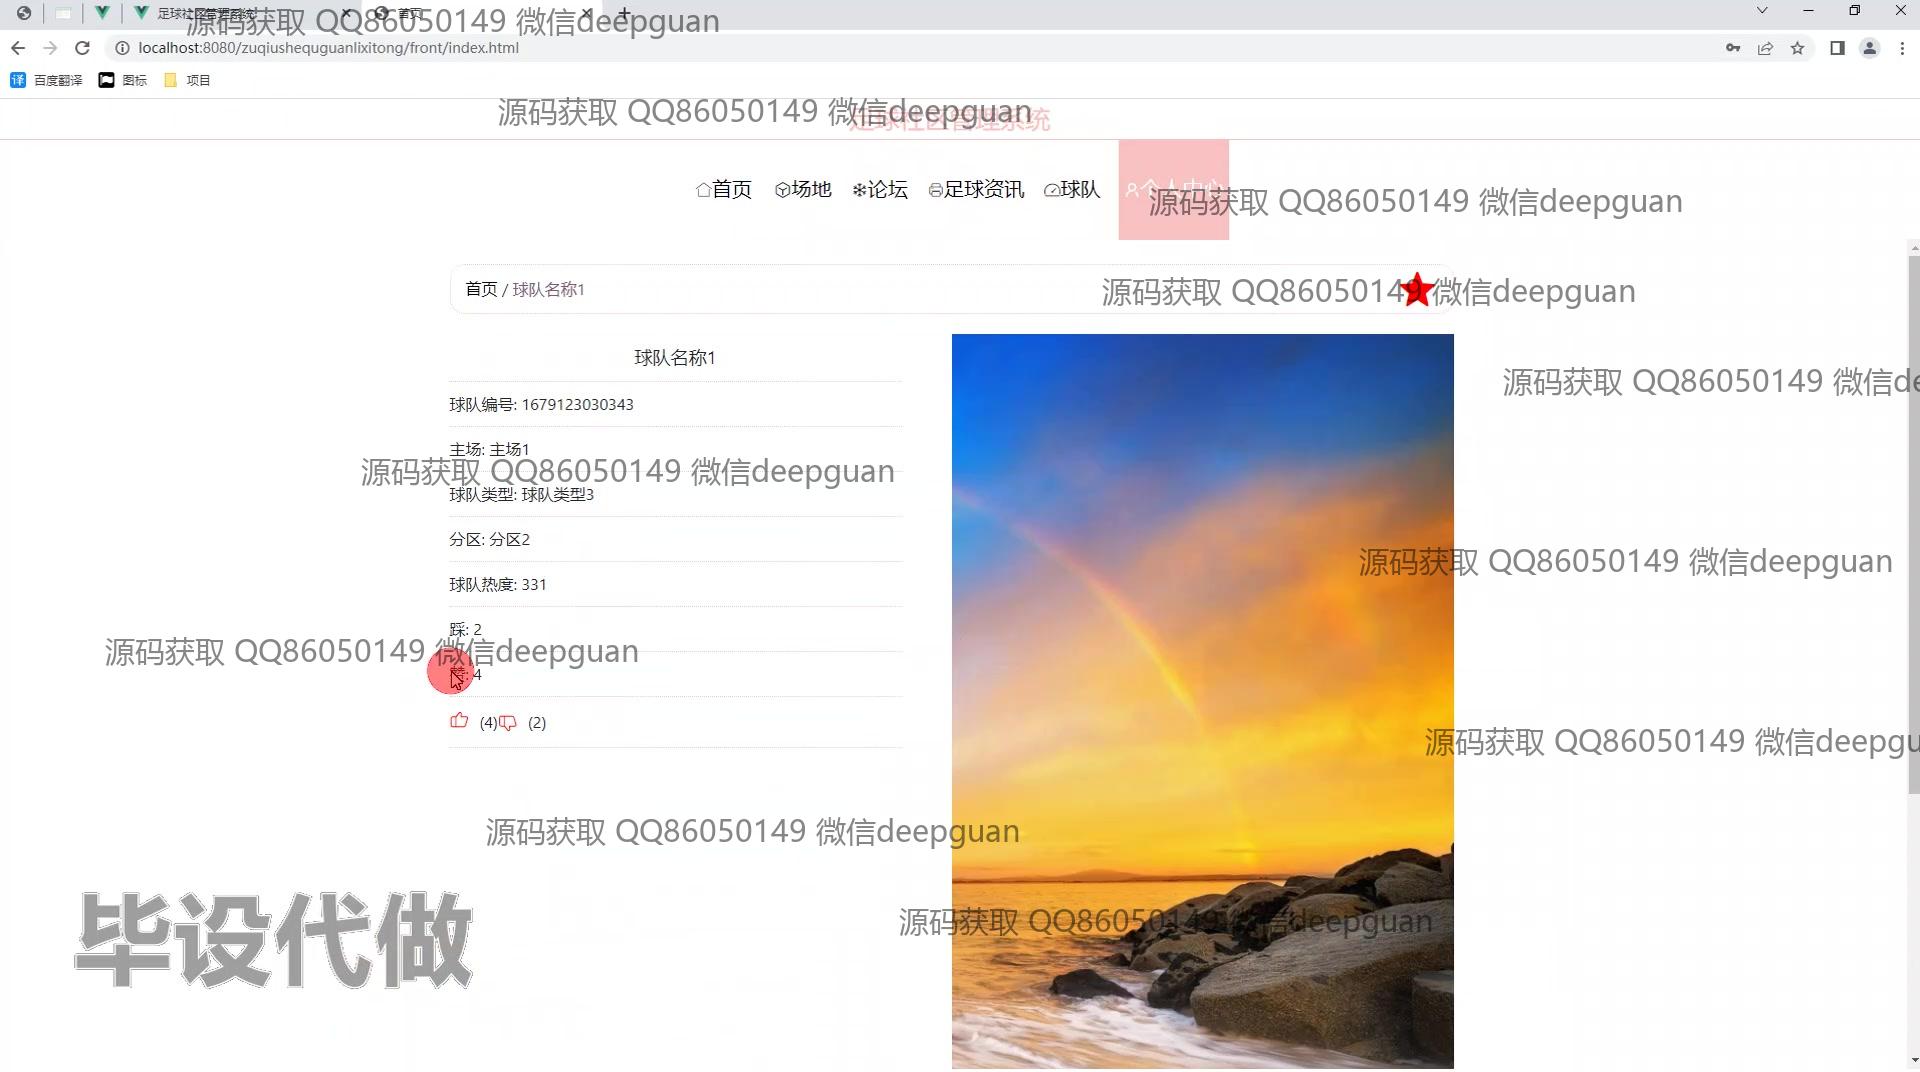 足球社区管理系统
首页
源码获取 QQ86050149 微信deepguan
localhost:8080/zuqiushequguanlixitong/front/index.html
百度翻译 图标 项目
源码获取 QQ86050149 微信deepguan
足球社区管理系统
首页 场地 论坛 足球资讯 球队 个人中心
源码获取 QQ86050149 微信deepguan
首页 / 球队名称1
源码获取 QQ86050149 微信deepguan
球队名称1
源码获取 QQ86050149 微信de
球队编号: 1679123030343
主场: 主场1
源码获取 QQ86050149 微信deepguan
球队类型: 球队类型3
分区: 分区2
源码获取 QQ86050149 微信deepguan
球队热度: 331
踩: 2
源码获取 QQ86050149 微信deepguan
赞: 4
(4) (2)
源码获取 QQ86050149 微信deepgu
源码获取 QQ86050149 微信deepguan
源码获取 QQ86050149 微信deepguan
毕设代做